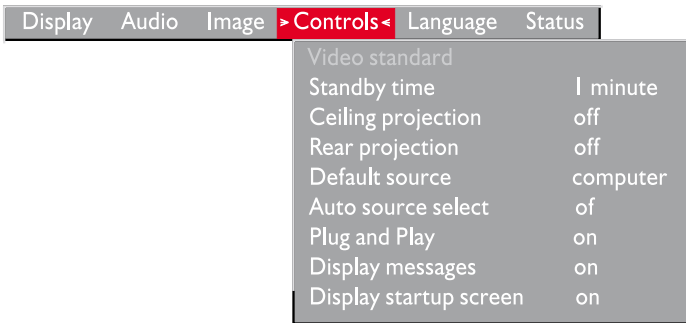 Display Audio Image >Controls< Language Status
Video standard
Standby time 1 minute
Ceiling projection off
Rear projection off
Default source computer
Auto source select of
Plug and Play on
Display messages on
Display startup screen on